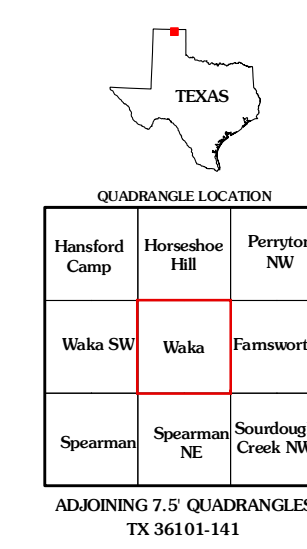 TEXAS
QUADRANGLE LOCATION
Hansford
Camp
Horseshoe
Hill
Perryton
NW
Waka SW
Waka
Farnswort
Spearman
Spearman
NE
Sourdoug
Creek NW
ADJOINING 7.5' QUADRANGLES
TX 36101-141